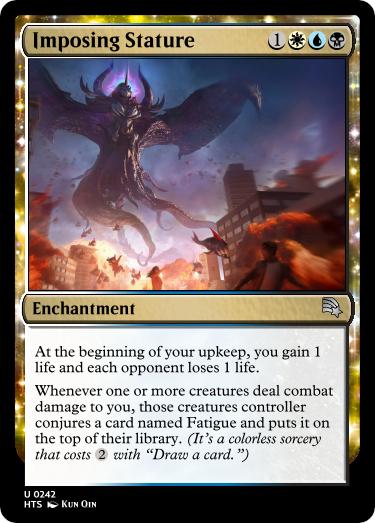 Imposing Stature 1
Enchantment
At the beginning of your upkeep, you gain 1
life and each opponent loses 1 life.
Whenever one or more creatures deal combat
damage to you, those creatures controller
conjures a card named Fatigue and puts it on
the top of their library. (It's a colorless sorcery
that costs 2 with “Draw a card.”)
U 0242
HTS Kun Qin